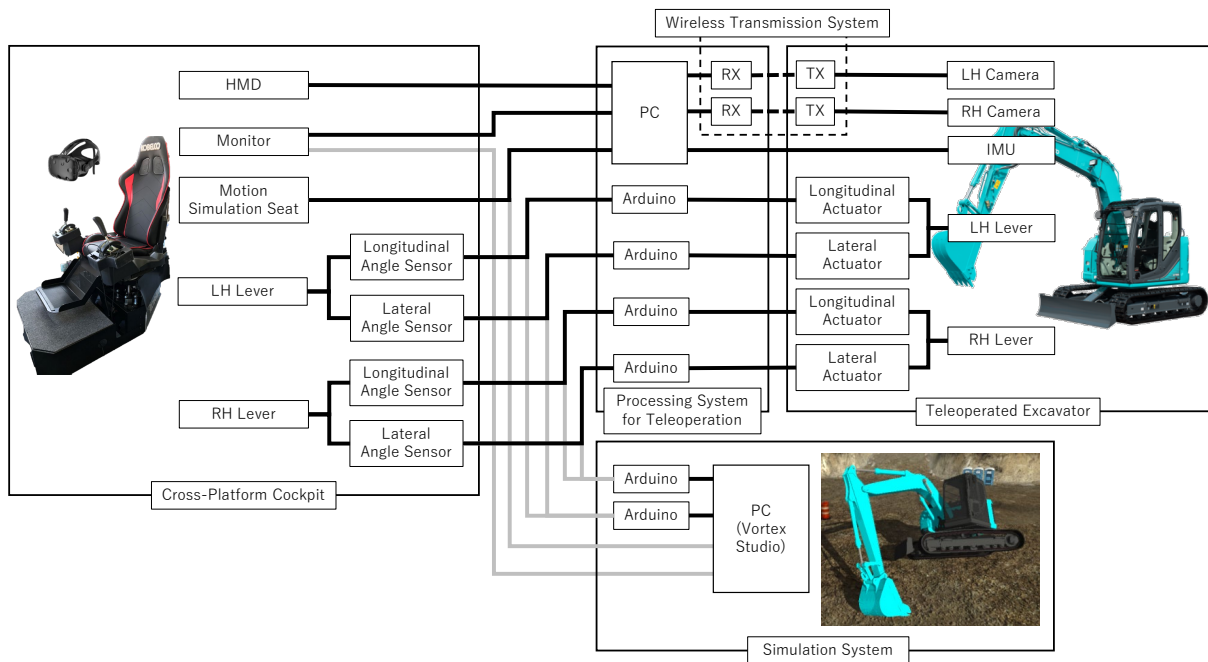 Wireless Transmission System
HMD
Monitor
Motion
Simulation Seat
LH Lever
Longitudinal
Angle Sensor
Lateral
Angle Sensor
RH Lever
Longitudinal
Angle Sensor
Lateral
Angle Sensor
Cross-Platform Cockpit
KOBELCO
PC
RX
TX
RX
TX
Arduino
Arduino
Arduino
Arduino
Processing System
for Teleoperation
LH Camera
RH Camera
IMU
Longitudinal
Actuator
Lateral
Actuator
LH Lever
Longitudinal
Actuator
Lateral
Actuator
RH Lever
Teleoperated Excavator
Arduino
Arduino
PC
(Vortex
Studio)
Simulation System